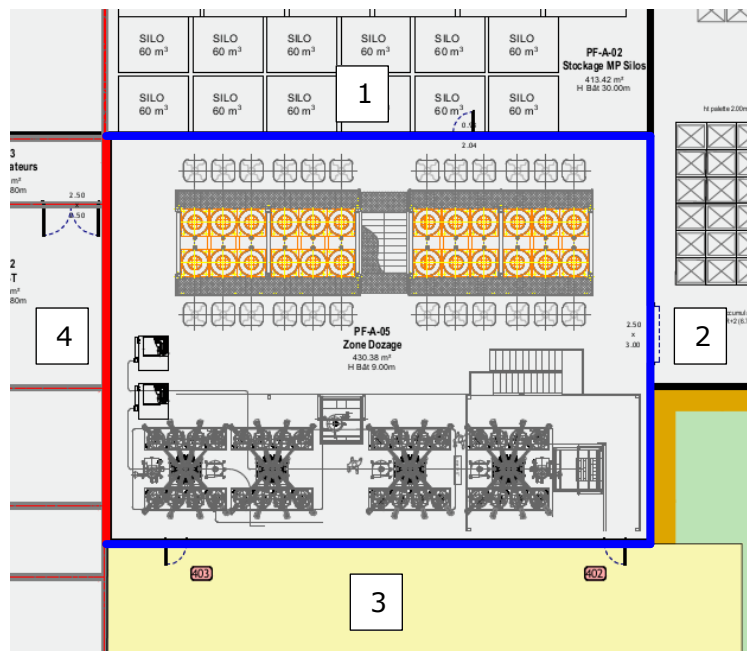 SILO SILO SILO SILO SILO SILO
60 m³ 60 m³ 60 m³ 60 m³ 60 m³ 60 m³
PF-A-02
Stockage MP Silos
413.42 m²
H Bât 30.00m
SILO SILO SILO SILO SILO
60 m³ 60 m³ 60 m³ 60 m³ 60 m³
1
2.04
3
ateurs
m²
80m
2.50
2
T
m²
80m
4
PF-A-05
Zone Dozage
430.38 m²
H Bât 9.00m
2.50
x
3.00
2
403
402
3